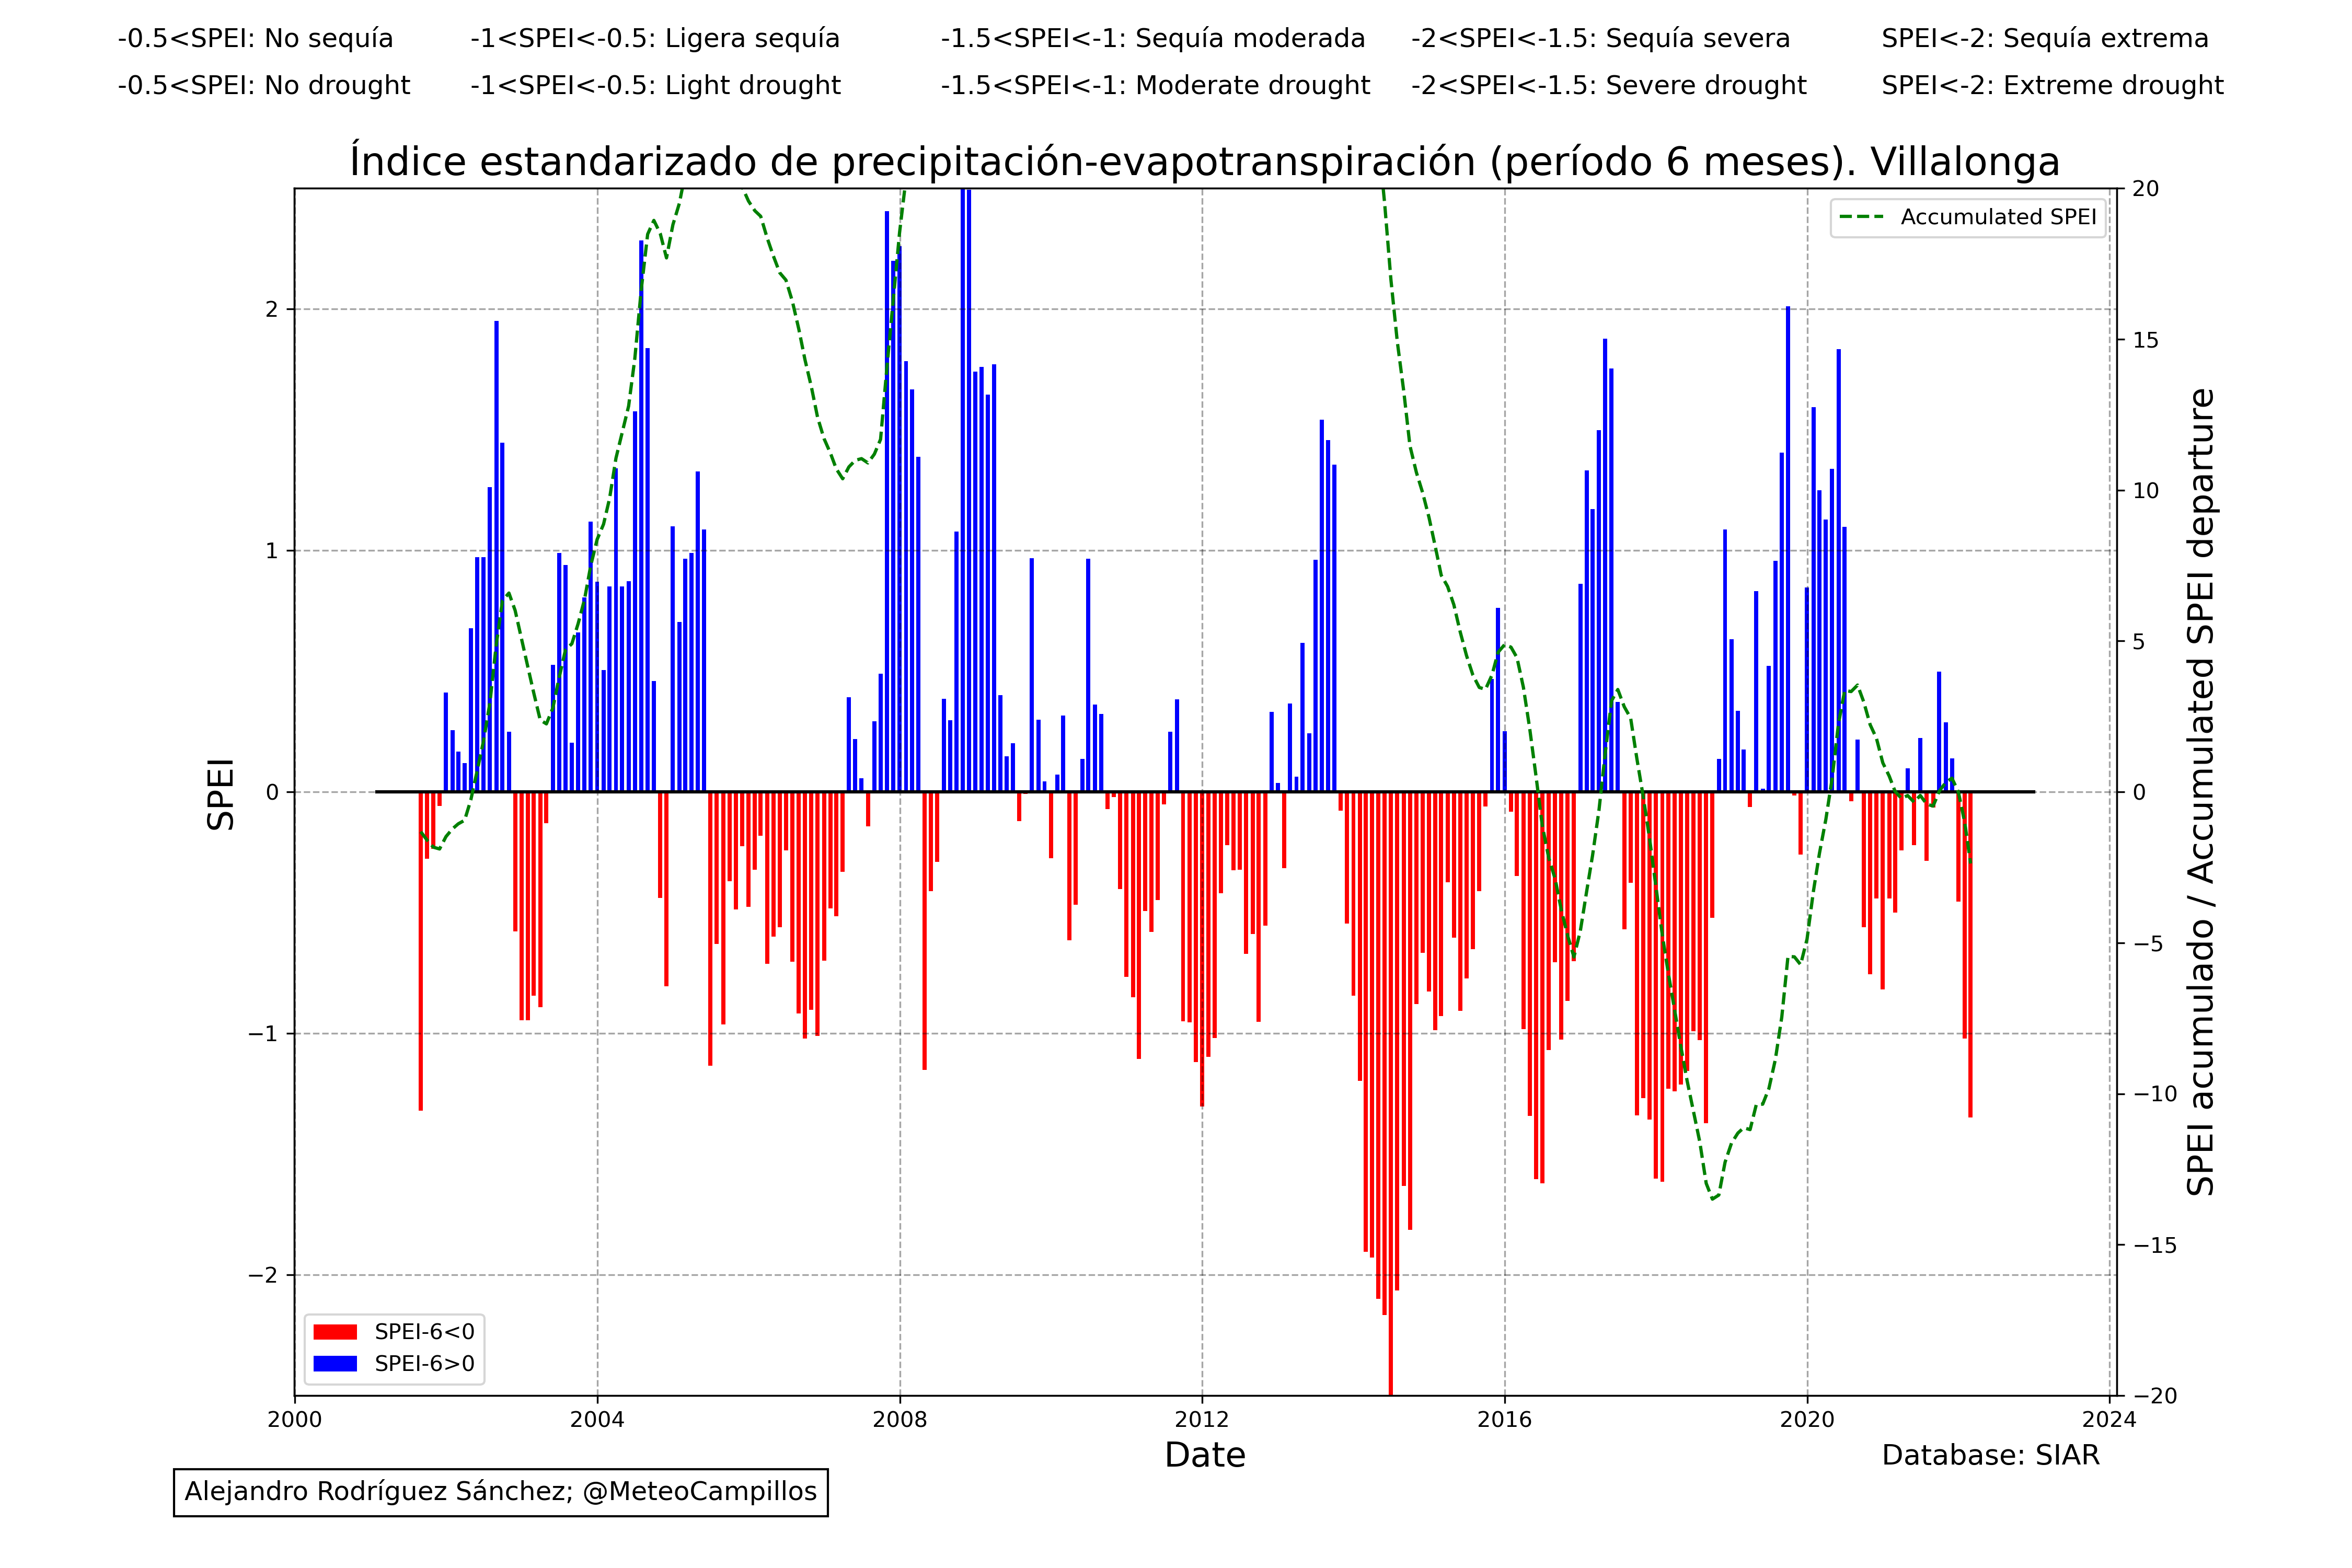 -0.5<SPEI: No sequía -1<SPEI<-0.5: Ligera sequía -1.5<SPEI<-1: Sequía moderada -2<SPEI<-1.5: Sequía severa SPEI<-2: Sequía extrema
-0.5<SPEI: No drought -1<SPEI<-0.5: Light drought -1.5<SPEI<-1: Moderate drought -2<SPEI<-1.5: Severe drought SPEI<-2: Extreme drought
Índice estandarizado de precipitación-evapotranspiración (período 6 meses). Villalonga
Accumulated SPEI
2
1
0
−1
−2
SPEI
20
15
10
5
0
−5
−10
−15
−20
SPEI acumulado / Accumulated SPEI departure
SPEI-6<0
SPEI-6>0
2000 2004 2008 2012 2016 2020 2024
Date
Database: SIAR
Alejandro Rodríguez Sánchez; @MeteoCampillos